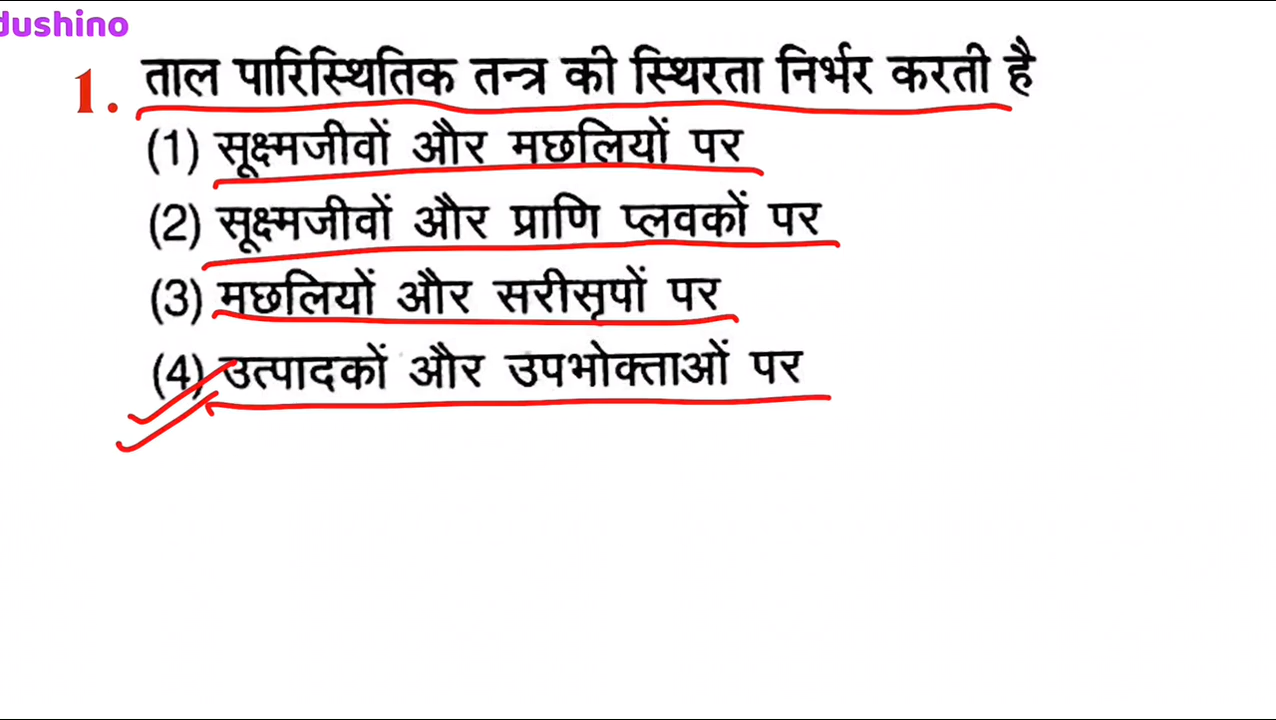 dushino
1. ताल पारिस्थितिक तन्त्र की स्थिरता निर्भर करती है
(1) सूक्ष्मजीवों और मछलियों पर
(2) सूक्ष्मजीवों और प्राणि प्लवकों पर
(3) मछलियों और सरीसृपों पर
(4) उत्पादकों और उपभोक्ताओं पर